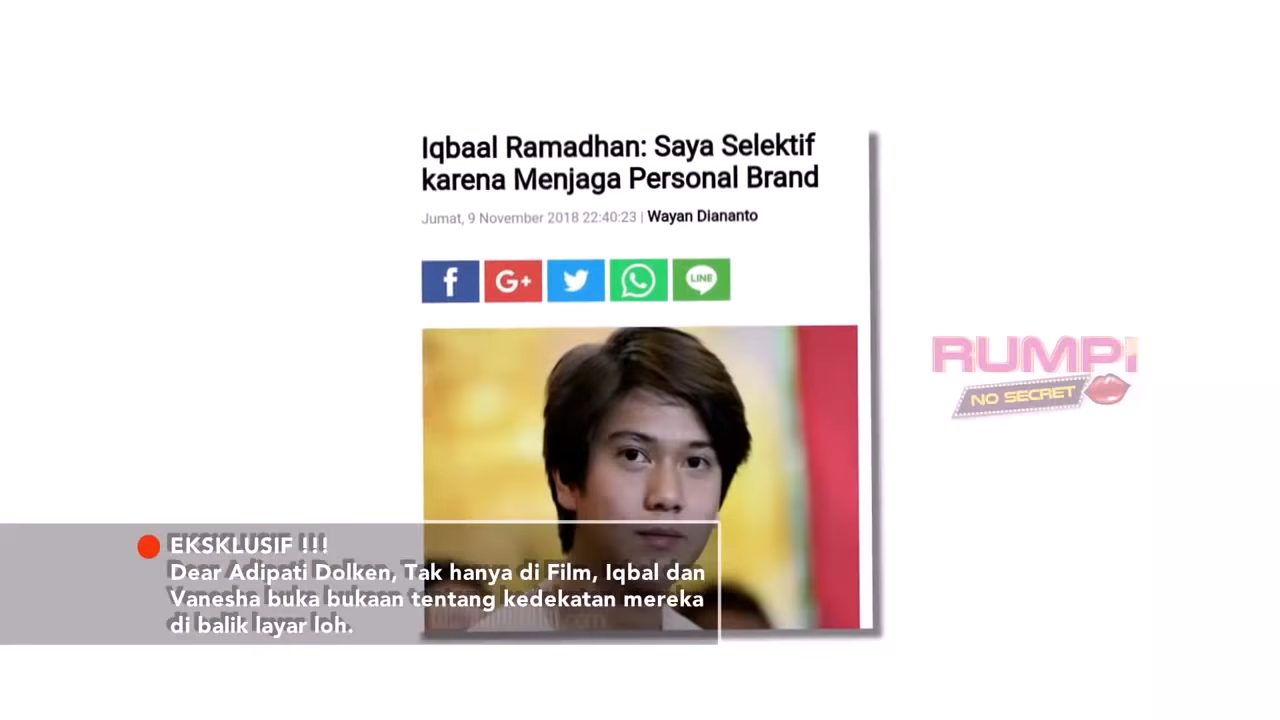 Iqbaal Ramadhan: Saya Selektif
karena Menjaga Personal Brand
Jumat, 9 November 2018 22:40:23 | Wayan Diananto
f G+ LINE
RUMPI
NO SECRET
EKSKLUSIF !!!
Dear Adipati Dolken, Tak hanya di Film, Iqbal dan
Vanesha buka bukaan tentang kedekatan mereka
di balik layar loh.